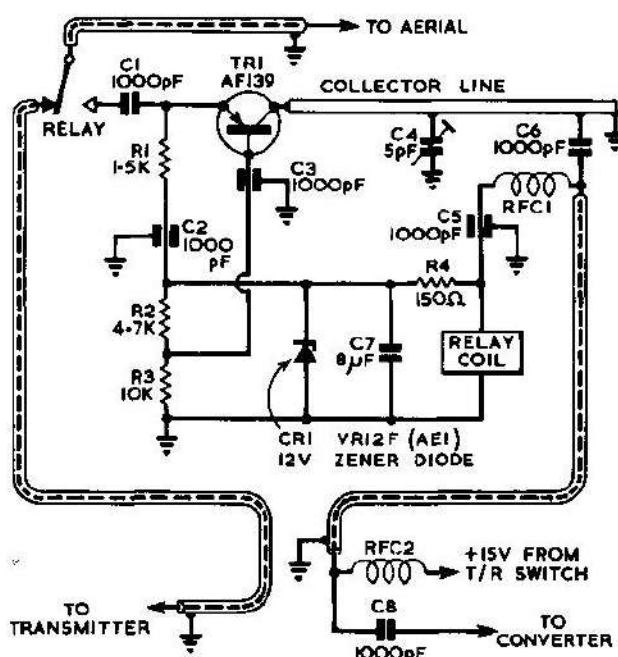 TO AERIAL
C1
1000pF
TR1
AF139
COLLECTOR LINE
RELAY
R1
1·5K
C3
1000pF
C4
5pF
C6
1000pF
RFC1
C2
1000
pF
C5
1000pF
R4
150Ω
R2
4·7K
C7
8µF
RELAY
COIL
R3
10K
CR1 VR12F (AEI)
12V ZENER DIODE
RFC2
+15V FROM
T/R SWITCH
TO
TRANSMITTER
C8
1000pF
TO
CONVERTER